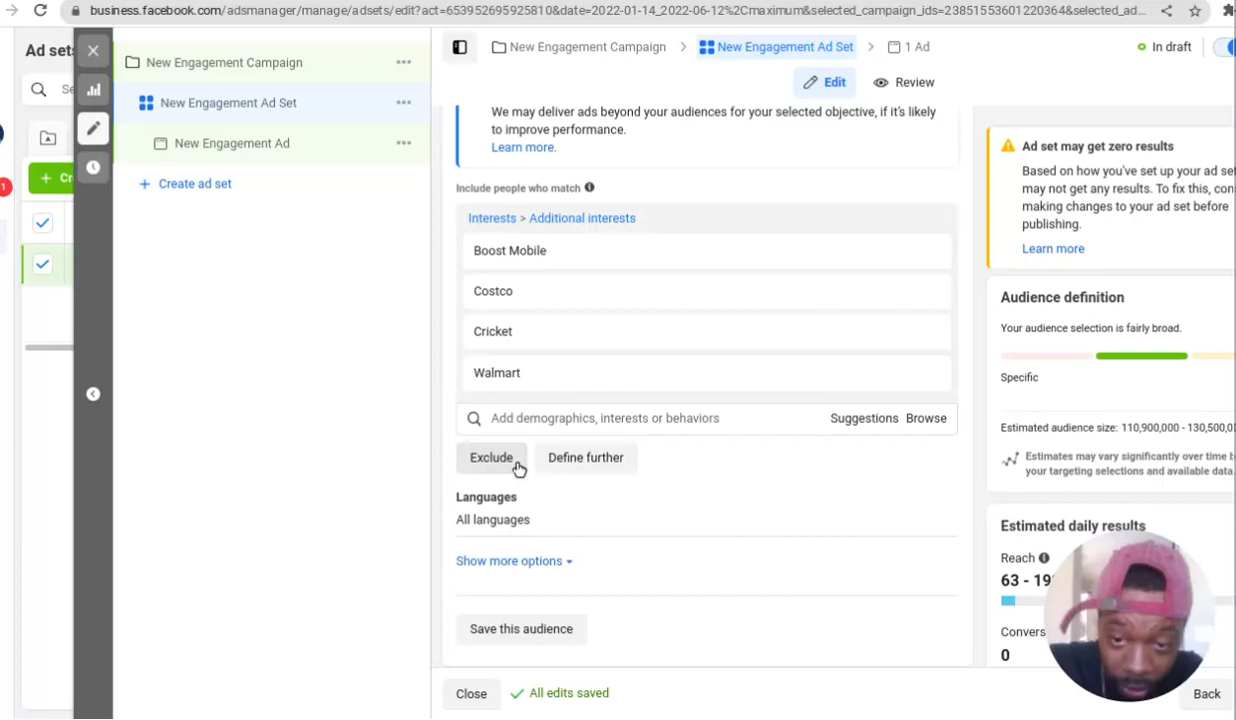 business.facebook.com/adsmanager/manage/adsets/edit?act=653952695925810&date=2022-01-14_2022-06-12%2Cmaximum&selected_campaign_ids=23851553601220364&selected_ad...
Ad sets
New Engagement Campaign
New Engagement Ad Set
New Engagement Ad
+ Create ad set
Se
+ Cr
1
New Engagement Campaign > New Engagement Ad Set > 1 Ad
In draft
Edit
Review
We may deliver ads beyond your audiences for your selected objective, if it's likely
to improve performance.
Learn more.
Include people who match
Interests > Additional interests
Boost Mobile
Costco
Cricket
Walmart
Add demographics, interests or behaviors
Suggestions Browse
Exclude
Define further
Languages
All languages
Show more options
Save this audience
Close
All edits saved
Back
Ad set may get zero results
Based on how you've set up your ad set
may not get any results. To fix this, con
making changes to your ad set before
publishing.
Learn more
Audience definition
Your audience selection is fairly broad.
Specific
Estimated audience size: 110,900,000 - 130,500,0
Estimates may vary significantly over time b
your targeting selections and available data.
Estimated daily results
Reach
63 - 19
Convers
0